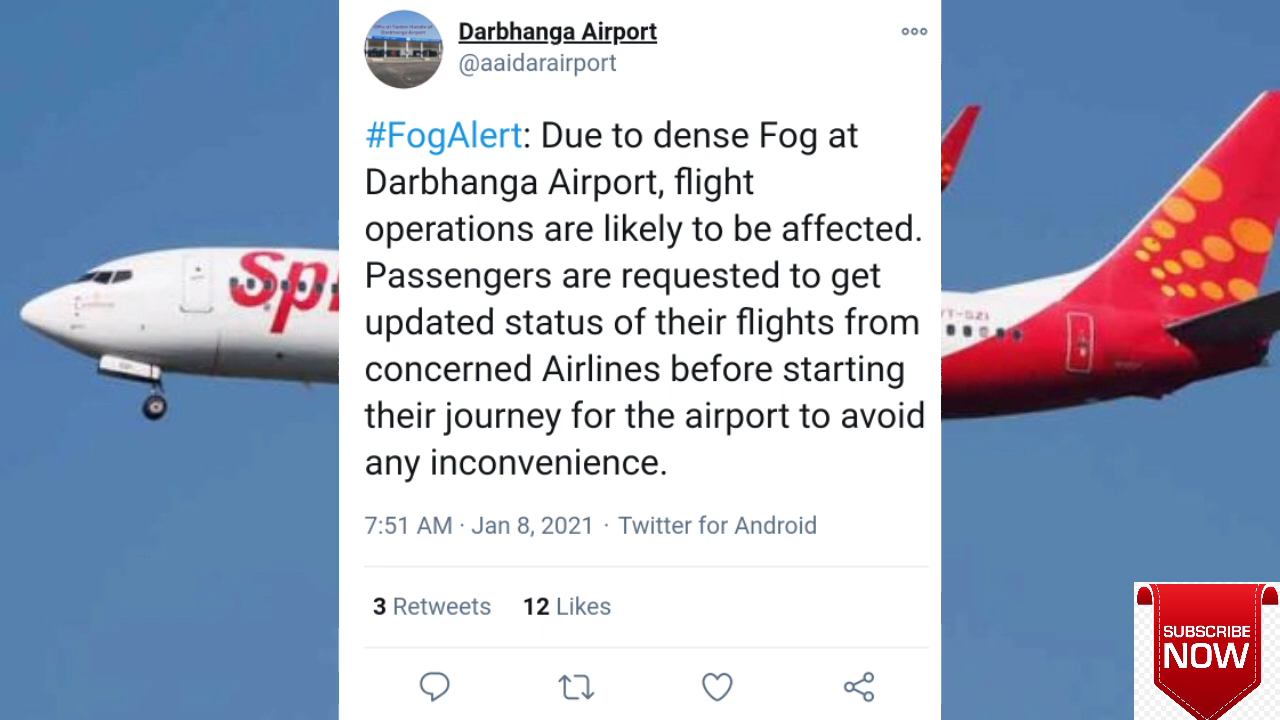 Darbhanga Airport
@aaidarairport
#FogAlert: Due to dense Fog at
Darbhanga Airport, flight
operations are likely to be affected.
Passengers are requested to get
updated status of their flights from
concerned Airlines before starting
their journey for the airport to avoid
any inconvenience.
7:51 AM · Jan 8, 2021 · Twitter for Android
3 Retweets 12 Likes
Sp
SUBSCRIBE
NOW